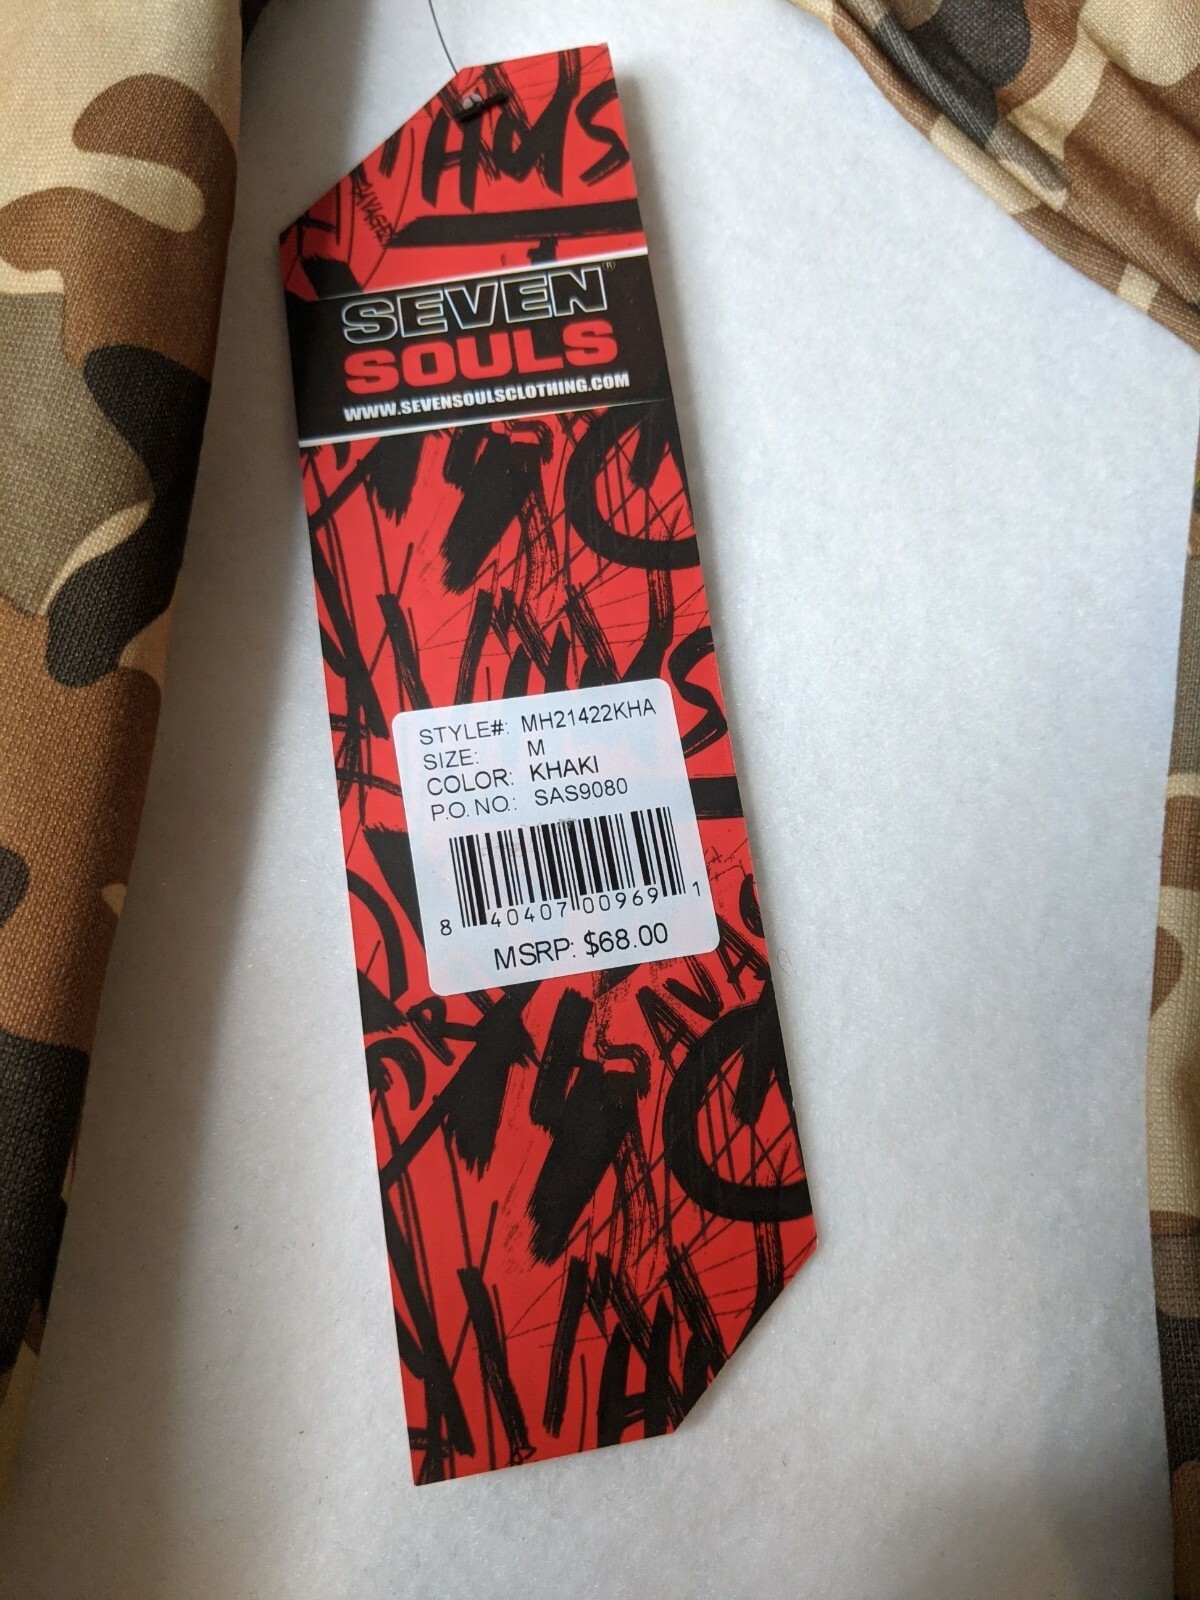 SAVAGES
SEVEN®
SOULS
WWW.SEVENSOULSCLOTHING.COM
STYLE#: MH21422KHA
SIZE: M
COLOR: KHAKI
P.O. NO.: SAS9080
8 40407 00969 1
MSRP: $68.00